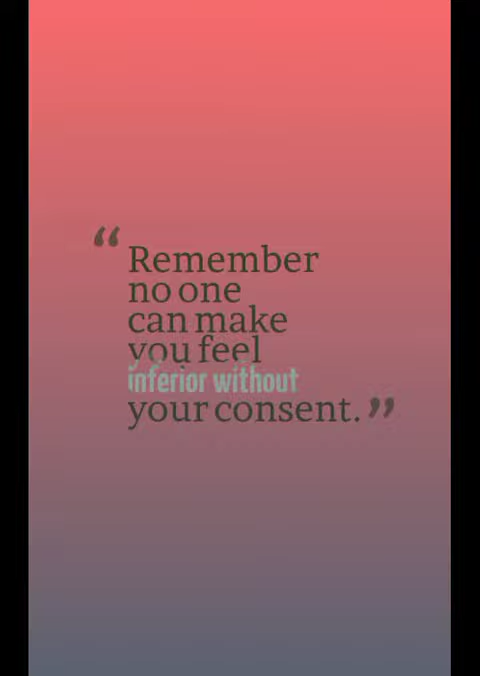 “Remember
no one
can make
you feel
inferior without
your consent.”